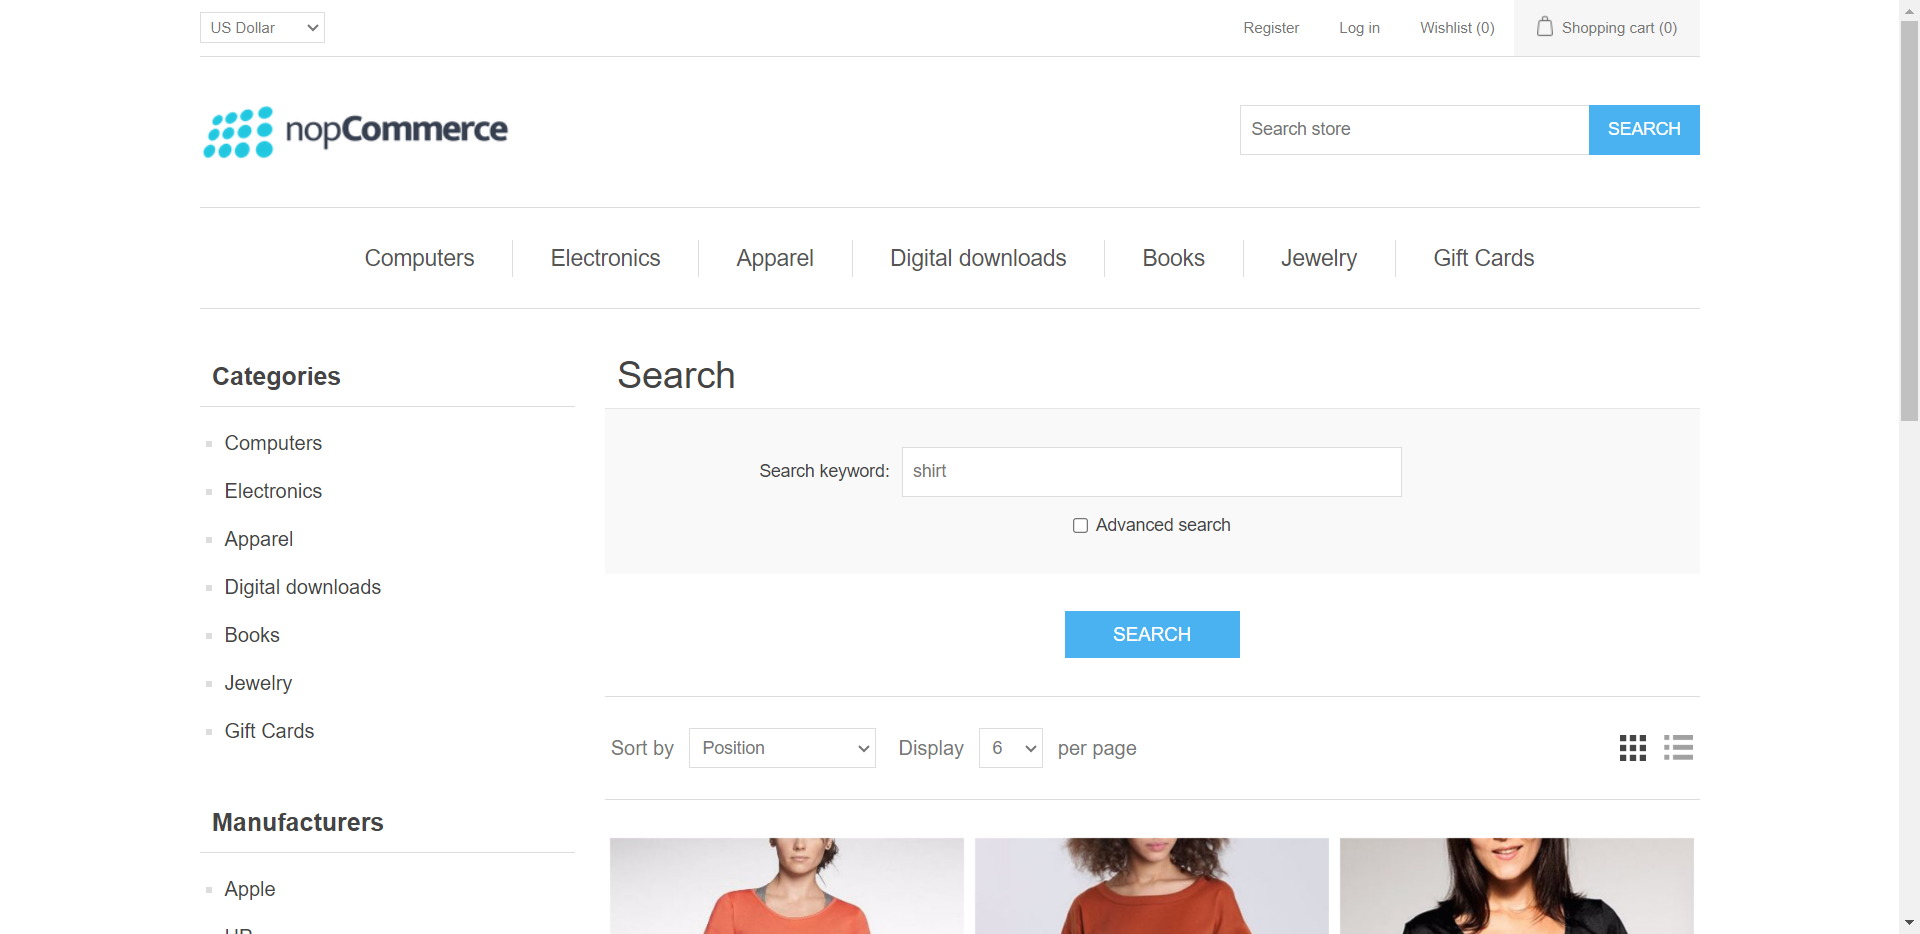 US Dollar
Register
Log in
Wishlist (0)
Shopping cart (0)
nopCommerce
Search store
SEARCH
Computers
Electronics
Apparel
Digital downloads
Books
Jewelry
Gift Cards
Categories
Computers
Electronics
Apparel
Digital downloads
Books
Jewelry
Gift Cards
Manufacturers
Apple
Search
Search keyword:
shirt
Advanced search
SEARCH
Sort by
Position
Display
6
per page